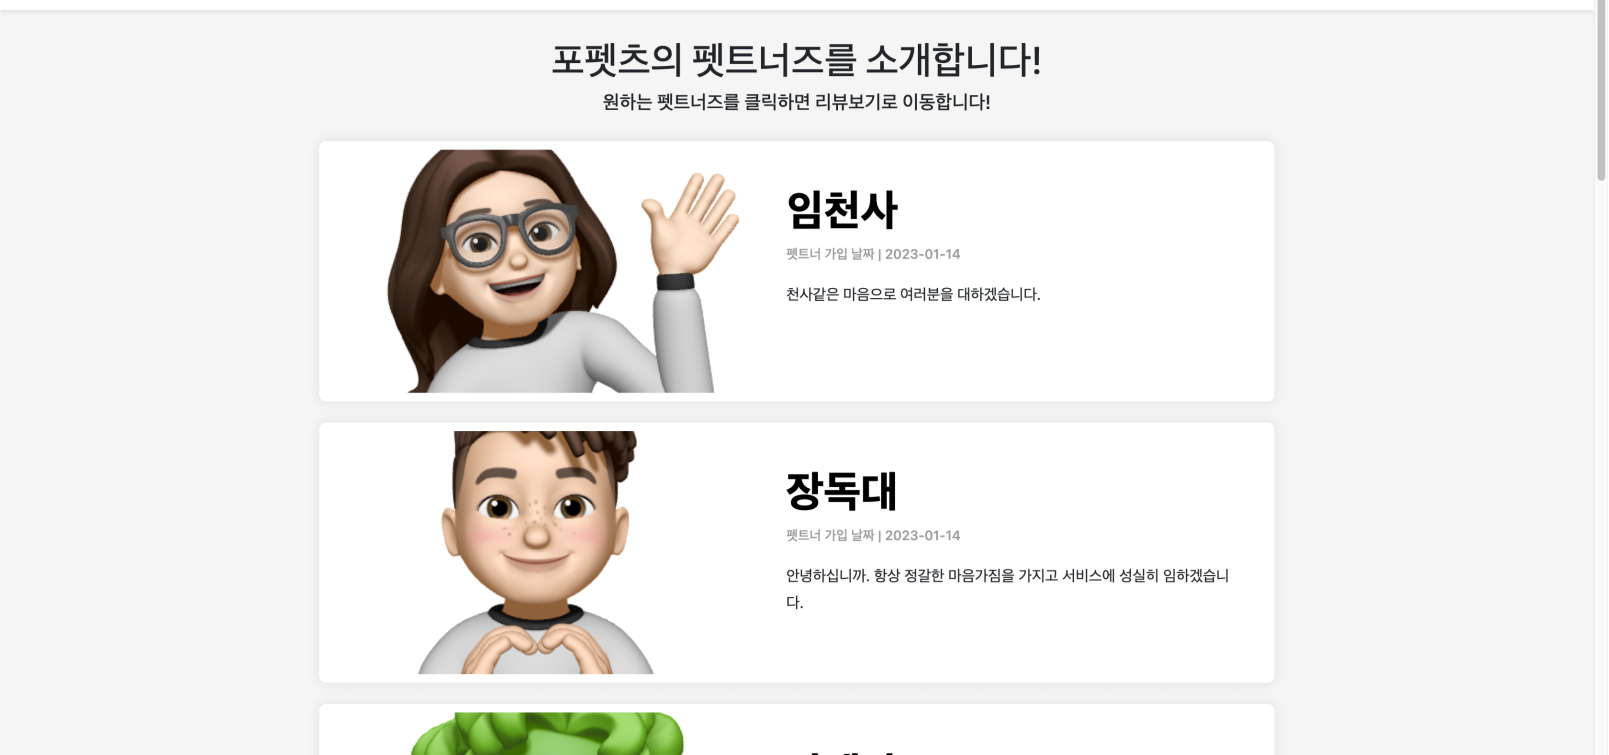 포펫츠의 펫트너즈를 소개합니다!
원하는 펫트너즈를 클릭하면 리뷰보기로 이동합니다!
임천사
펫트너 가입 날짜 | 2023-01-14
천사같은 마음으로 여러분을 대하겠습니다.
장독대
펫트너 가입 날짜 | 2023-01-14
안녕하십니까. 항상 정갈한 마음가짐을 가지고 서비스에 성실히 임하겠습니
다.